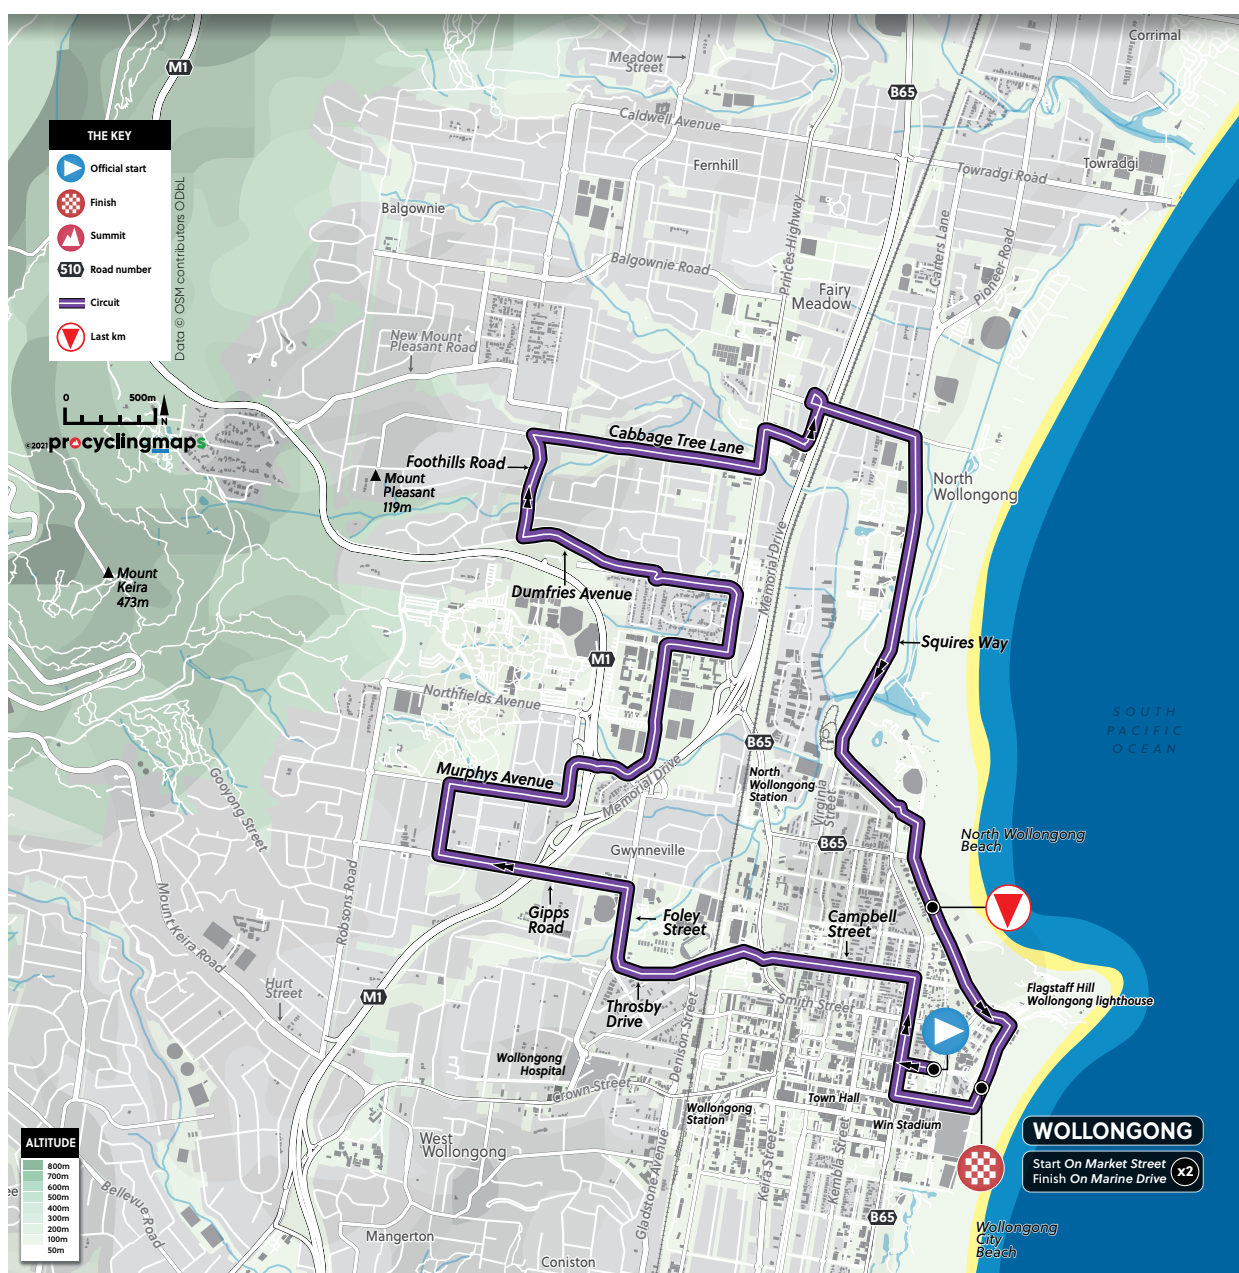 Corrimal
Meadow
Street
M1
B65
THE KEY
Official start
Finish
Summit
510 Road number
Circuit
Last km
Data © OSM contributors ODbL
Caldwell Avenue
Fernhill
Towradgi Road
Towradgi
Balgownie
Princes Highway
Carters Lane
Pioneer Road
Balgownie Road
Fairy
Meadow
New Mount
Pleasant Road
0 500m
N
©2021 procyclingmaps
Cabbage Tree Lane
Foothills Road
Mount
Pleasant
119m
North
Wollongong
Memorial Drive
Mount
Keira
473m
Dumfries Avenue
Squires Way
M1
Northfields Avenue
SOUTH
PACIFIC
OCEAN
B65
Murphys Avenue
Memorial Drive
North
Wollongong
Station
Virginia
Street
Goyong Street
North Wollongong
Beach
B65
Gwynneville
Robsons Road
Mount Keira Road
Gipps
Road
Foley
Street
Campbell
Street
Hurt
Street
M1
Throsby
Drive
Smith Street
Flagstaff Hill
Wollongong lighthouse
Denison Street
Wollongong
Hospital
Crown Street
Town Hall
Wollongong
Station
Win Stadium
WOLLONGONG
Start On Market Street
Finish On Marine Drive
x2
ALTITUDE
800m
700m
600m
500m
400m
300m
200m
100m
50m
West
Wollongong
Bellevue Road
Gladstone Avenue
Keira Street
Kembla Street
B65
Mangerton
Coniston
Wollongong
City
Beach